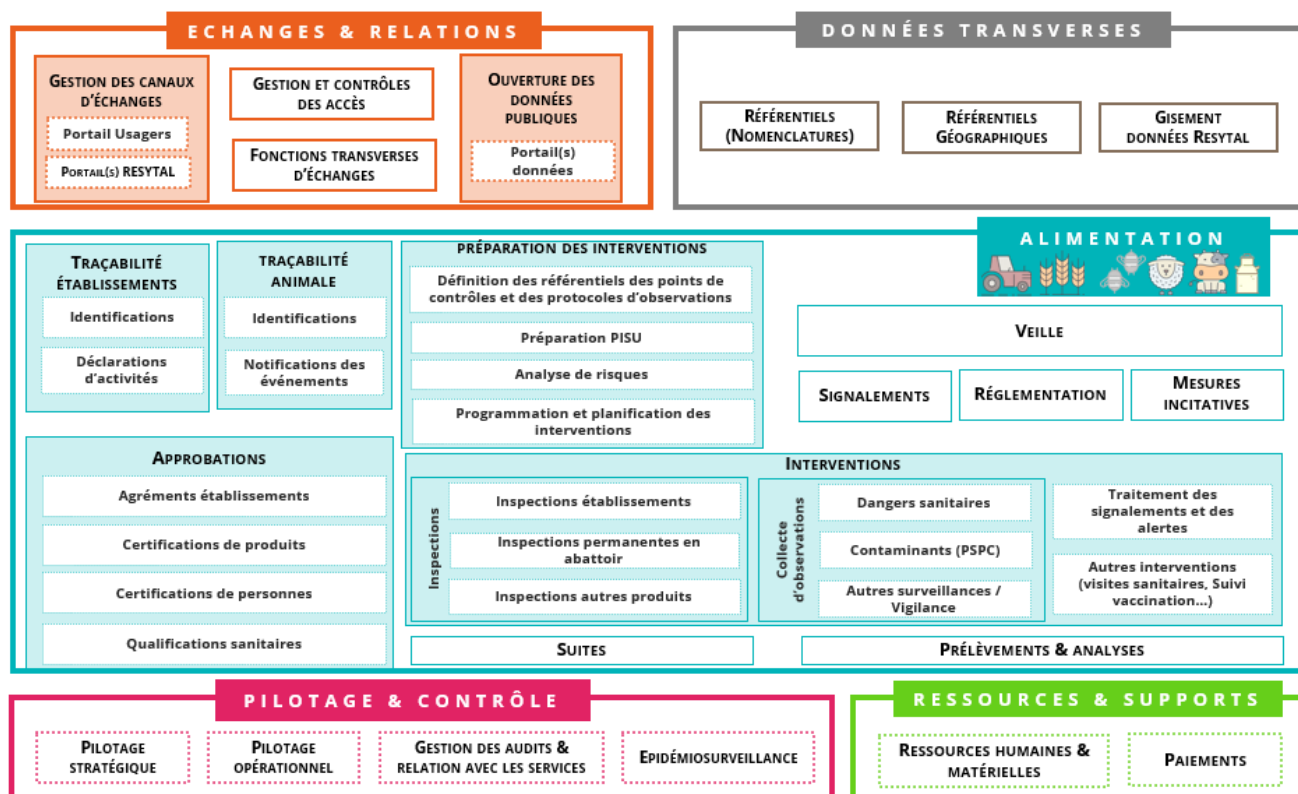 ECHANGES & RELATIONS
GESTION DES CANAUX
D'ÉCHANGES
Portail Usagers
PORTAIL(S) RESYTAL
GESTION ET CONTRÔLES
DES ACCÈS
FONCTIONS TRANSVERSES
D'ÉCHANGES
OUVERTURE DES
DONNÉES
PUBLIQUES
Portail(s)
données
DONNÉES TRANSVERSES
RÉFÉRENTIELS
(NOMENCLATURES)
RÉFÉRENTIELS
GÉOGRAPHIQUES
GISEMENT
DONNÉES RESYTAL
ALIMENTATION
TRAÇABILITÉ
ÉTABLISSEMENTS
Identifications
Déclarations
d'activités
TRAÇABILITÉ
ANIMALE
Identifications
Notifications des
événements
PRÉPARATION DES INTERVENTIONS
Définition des référentiels des points de
contrôles et des protocoles d'observations
Préparation PISU
Analyse de risques
Programmation et planification des
interventions
VEILLE
SIGNALEMENTS
RÉGLEMENTATION
MESURES
INCITATIVES
APPROBATIONS
Agréments établissements
Certifications de produits
Certifications de personnes
Qualifications sanitaires
INTERVENTIONS
Inspections
Inspections établissements
Inspections permanentes en
abattoir
Inspections autres produits
Collecte
d'observations
Dangers sanitaires
Contaminants (PSPC)
Autres surveillances /
Vigilance
Traitement des
signalements et des
alertes
Autres interventions
(visites sanitaires, Suivi
vaccination...)
SUITES
PRÉLÈVEMENTS & ANALYSES
PILOTAGE & CONTRÔLE
PILOTAGE
STRATÉGIQUE
PILOTAGE
OPÉRATIONNEL
GESTION DES AUDITS &
RELATION AVEC LES SERVICES
EPIDÉMIOSURVEILLANCE
RESSOURCES & SUPPORTS
RESSOURCES HUMAINES &
MATÉRIELLES
PAIEMENTS